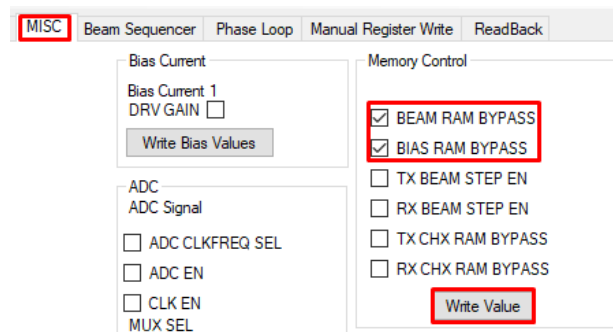 MISC Beam Sequencer Phase Loop Manual Register Write ReadBack
Bias Current
Bias Current 1
DRV GAIN
Write Bias Values
ADC
ADC Signal
ADC CLKFREQ SEL
ADC EN
CLK EN
MUX SEL
Memory Control
BEAM RAM BYPASS
BIAS RAM BYPASS
TX BEAM STEP EN
RX BEAM STEP EN
TX CHX RAM BYPASS
RX CHX RAM BYPASS
Write Value